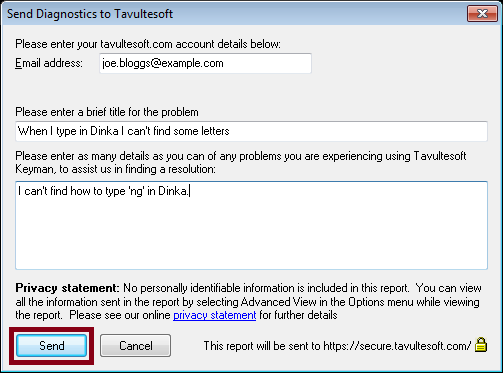 Send Diagnostics to Tavultesoft
Please enter your tavultesoft.com account details below:
Email address: joe.bloggs@example.com
Please enter a brief title for the problem
When I type in Dinka I can't find some letters
Please enter as many details as you can of any problems you are experiencing using Tavultesoft
Keyman, to assist us in finding a resolution:
I can't find how to type 'ng' in Dinka.
Privacy statement: No personally identifiable information is included in this report. You can view
all the information sent in the report by selecting Advanced View in the Options menu while viewing
the report. Please see our online privacy statement for further details
Send Cancel This report will be sent to https://secure.tavultesoft.com/